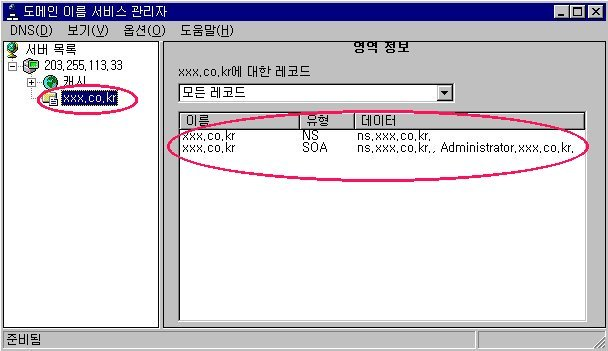 도메인 이름 서비스 관리자
DNS(D) 보기(V) 옵션(O) 도움말(H)
서버 목록
203.255.113.33
캐시
xxx.co.kr
영역 정보
xxx.co.kr에 대한 레코드
모든 레코드
이름 유형 데이터
xxx.co.kr NS ns.xxx.co.kr.
xxx.co.kr SOA ns.xxx.co.kr., Administrator.xxx.co.kr.
준비됨